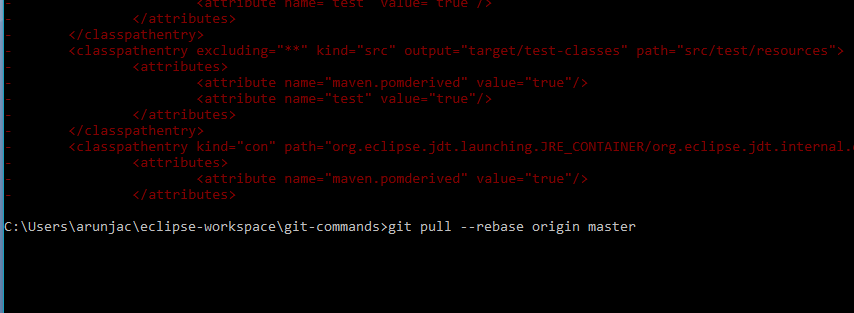 - <attribute name="test" value="true"/>
- </attributes>
- </classpathentry>
- <classpathentry excluding="**" kind="src" output="target/test-classes" path="src/test/resources">
- <attributes>
- <attribute name="maven.pomderived" value="true"/>
- <attribute name="test" value="true"/>
- </attributes>
- </classpathentry>
- <classpathentry kind="con" path="org.eclipse.jdt.launching.JRE_CONTAINER/org.eclipse.jdt.internal.
- <attributes>
- <attribute name="maven.pomderived" value="true"/>
- </attributes>
C:\Users\arunjac\eclipse-workspace\git-commands>git pull --rebase origin master